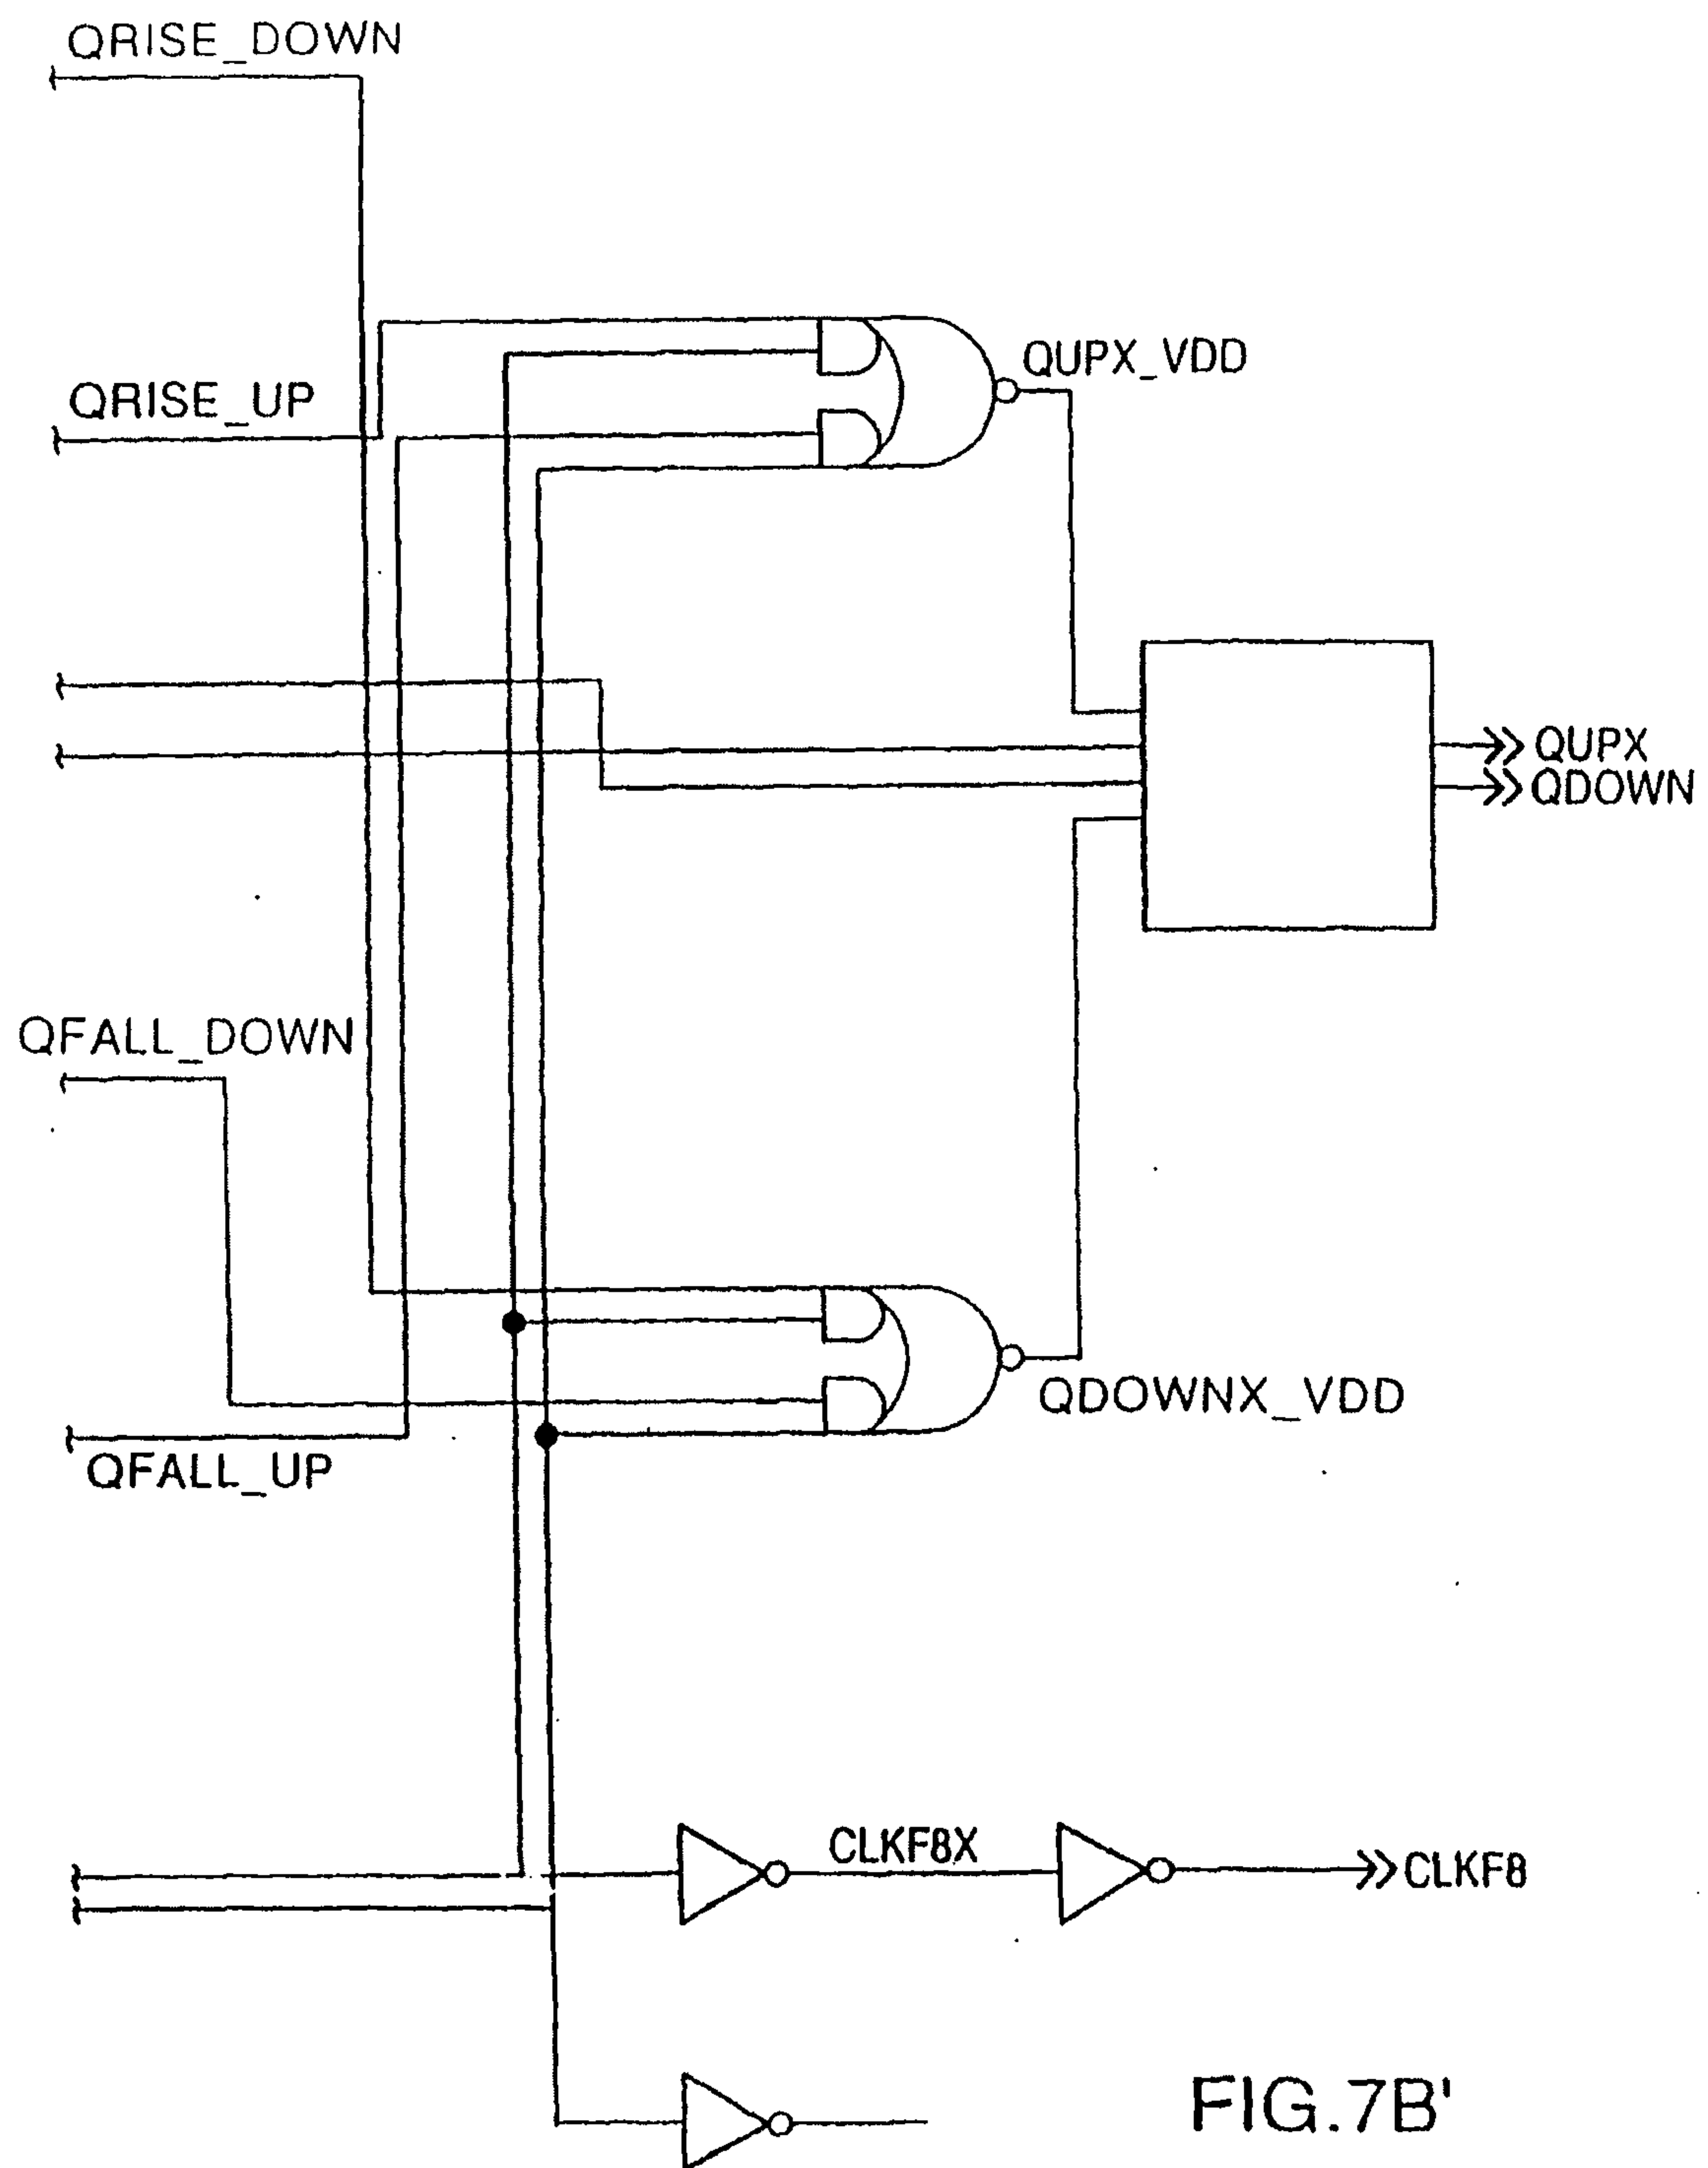 QRISE_DOWN
QUPX_VDD
QRISE_UP
QUPX
QDOWN
QFALL_DOWN
QDOWNX_VDD
QFALL_UP
CLKF8X
CLKF8
FIG.7B'